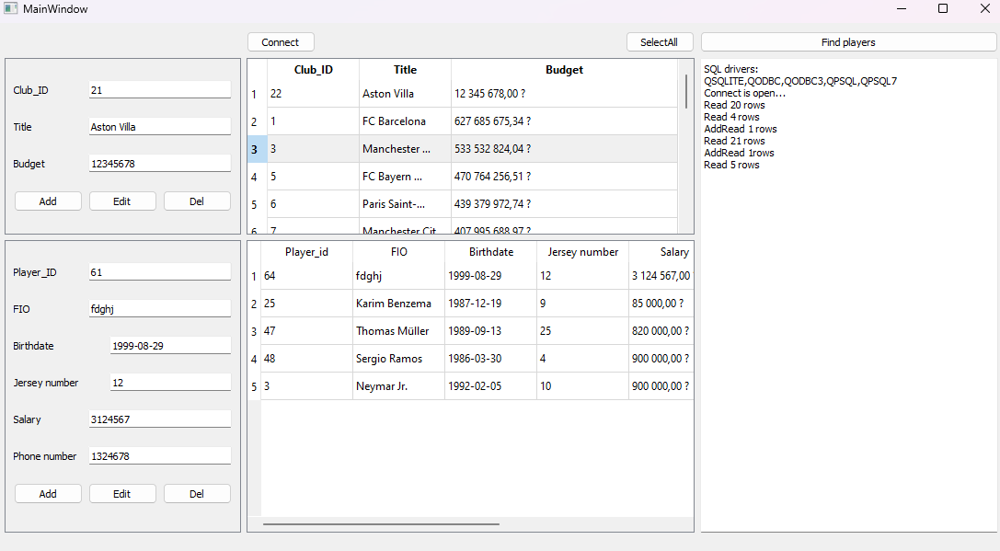 MainWindow
Connect
SelectAll
Find players
Club_ID
21
Title
Aston Villa
Budget
12345678
Add
Edit
Del
Club_ID Title Budget
1 22 Aston Villa 12 345 678,00 ?
2 1 FC Barcelona 627 685 675,34 ?
3 3 Manchester ... 533 532 824,04 ?
4 5 FC Bayern ... 470 764 256,51 ?
5 6 Paris Saint-... 439 379 972,74 ?
6 7 Manchester Cit 407 995 688,97 ?
SQL drivers:
QSQLITE,QODBC,QODBC3,QPSQL,QPSQL7
Connect is open...
Read 20 rows
Read 4 rows
AddRead 1 rows
Read 21 rows
AddRead 1rows
Read 5 rows
Player_ID
61
FIO
fdghj
Birthdate
1999-08-29
Jersey number
12
Salary
3124567
Phone number
1324678
Add
Edit
Del
Player_id FIO Birthdate Jersey number Salary
1 64 fdghj 1999-08-29 12 3 124 567,00
2 25 Karim Benzema 1987-12-19 9 85 000,00 ?
3 47 Thomas Müller 1989-09-13 25 820 000,00 ?
4 48 Sergio Ramos 1986-03-30 4 900 000,00 ?
5 3 Neymar Jr. 1992-02-05 10 900 000,00 ?